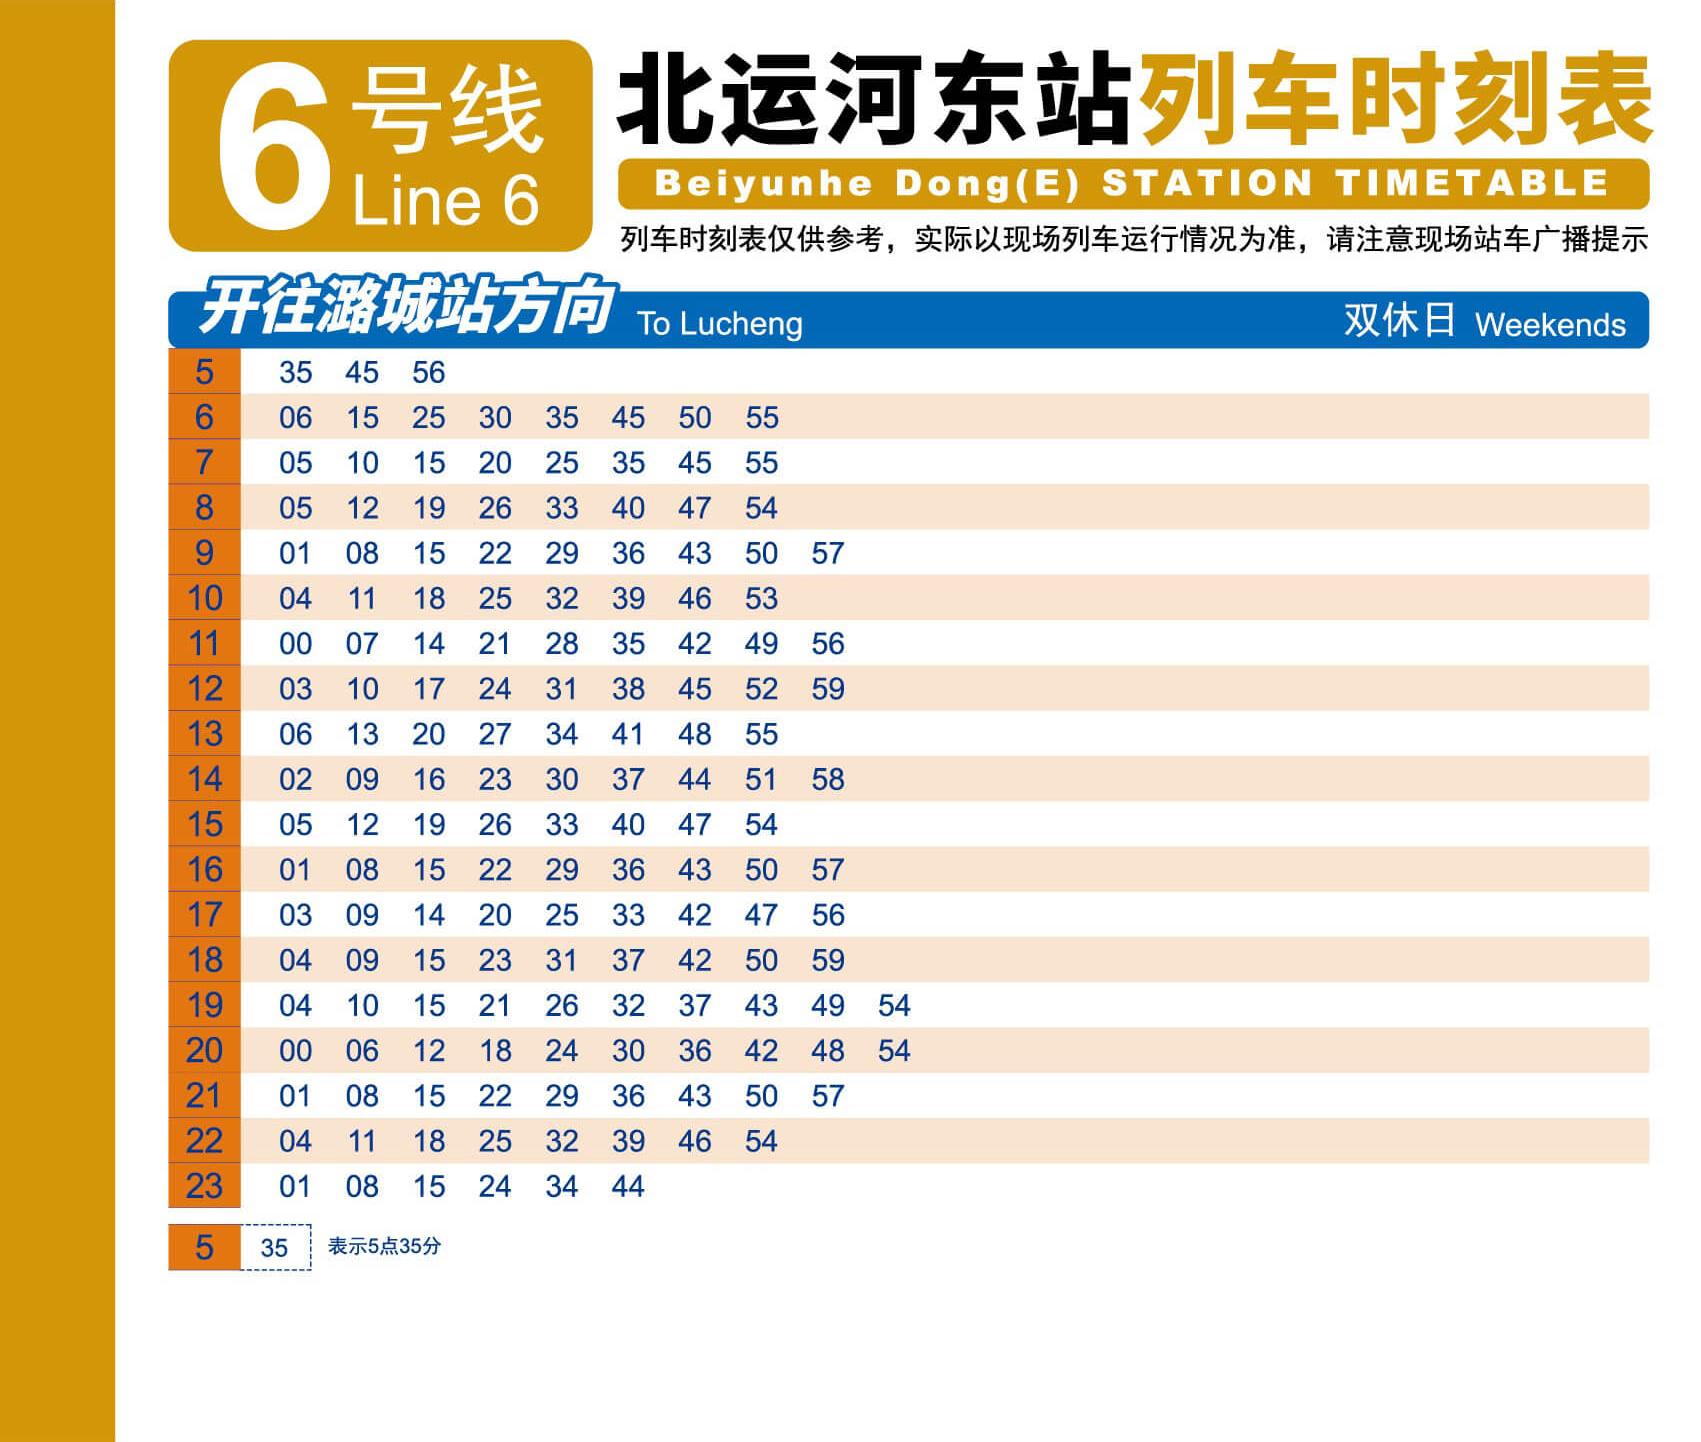 6号线
Line 6
北运河东站列车时刻表
Beiyunhe Dong(E) STATION TIMETABLE
列车时刻表仅供参考，实际以现场列车运行情况为准，请注意现场站车广播提示
开往潞城站方向 To Lucheng 双休日 Weekends
5 35 45 56
6 06 15 25 30 35 45 50 55
7 05 10 15 20 25 35 45 55
8 05 12 19 26 33 40 47 54
9 01 08 15 22 29 36 43 50 57
10 04 11 18 25 32 39 46 53
11 00 07 14 21 28 35 42 49 56
12 03 10 17 24 31 38 45 52 59
13 06 13 20 27 34 41 48 55
14 02 09 16 23 30 37 44 51 58
15 05 12 19 26 33 40 47 54
16 01 08 15 22 29 36 43 50 57
17 03 09 14 20 25 33 42 47 56
18 04 09 15 23 31 37 42 50 59
19 04 10 15 21 26 32 37 43 49 54
20 00 06 12 18 24 30 36 42 48 54
21 01 08 15 22 29 36 43 50 57
22 04 11 18 25 32 39 46 54
23 01 08 15 24 34 44
5 35 表示5点35分